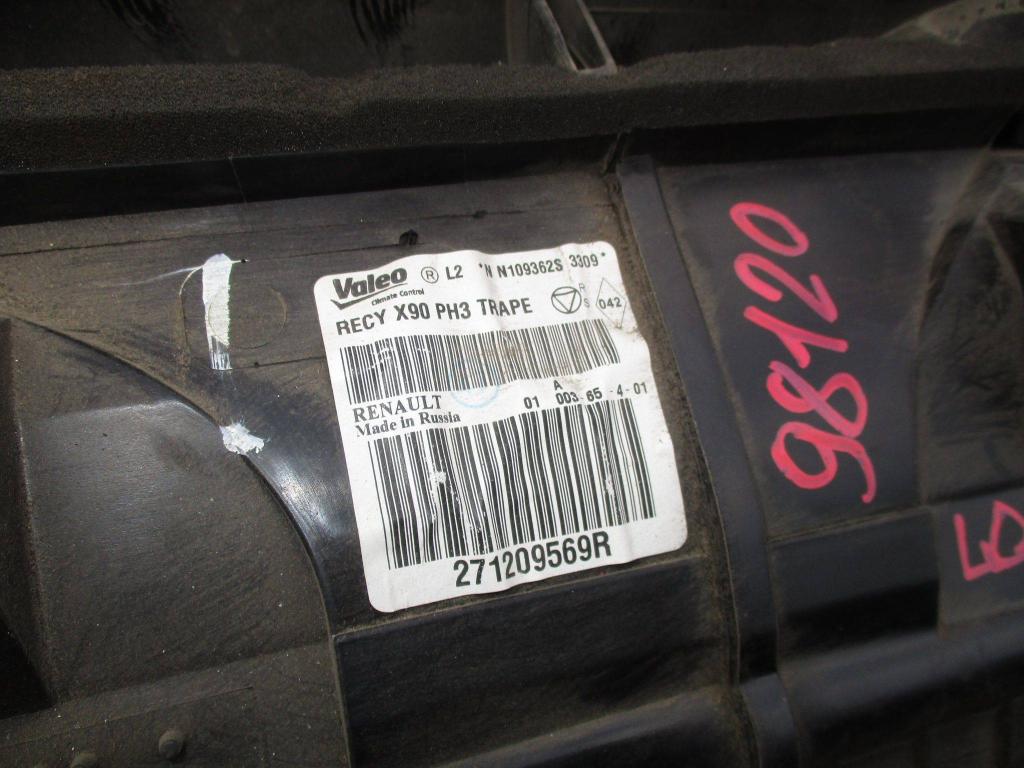 Valeo ® L2 *N N109362S 3309*
Climate Control
RECY X90 PH3 TRAPE
R
S 042
A
RENAULT 01 003-65 -4-01
Made in Russia
271209569R
98120